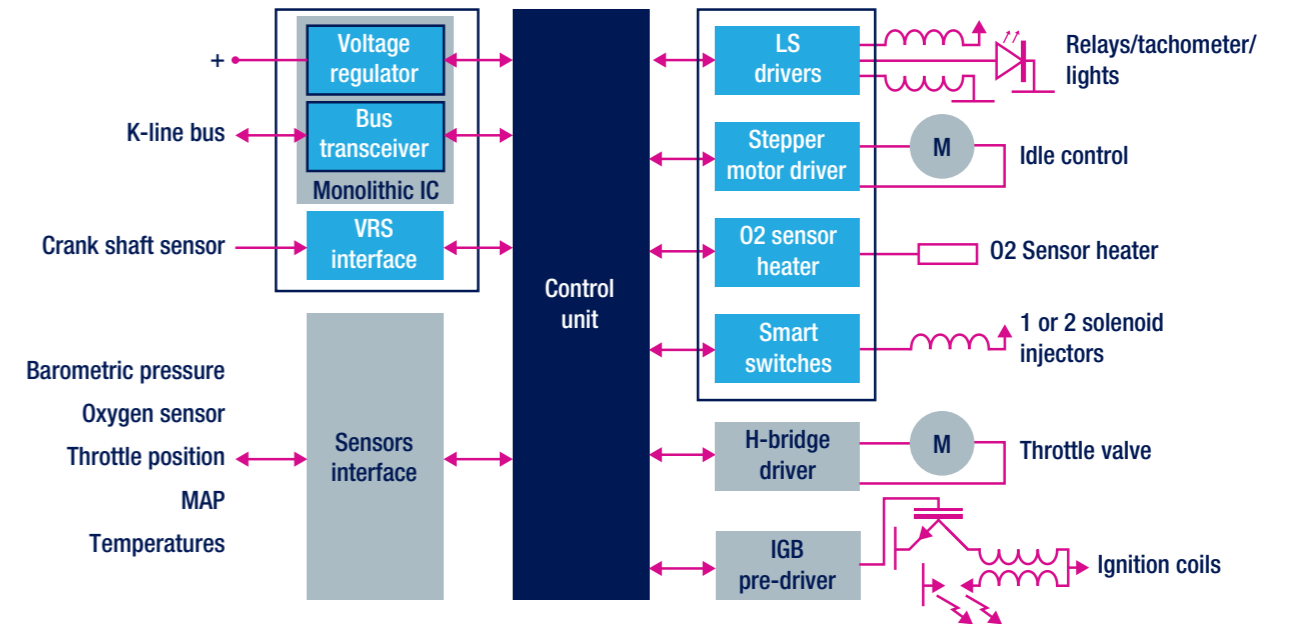 +
Voltage
regulator
K-line bus
Bus
transceiver
Monolithic IC
Crank shaft sensor
VRS
interface
Barometric pressure
Oxygen sensor
Throttle position
MAP
Temperatures
Sensors
interface
Control
unit
LS
drivers
Relays/tachometer/
lights
Stepper
motor driver
M
Idle control
O2 sensor
heater
O2 Sensor heater
Smart
switches
1 or 2 solenoid
injectors
H-bridge
driver
M
Throttle valve
IGB
pre-driver
Ignition coils